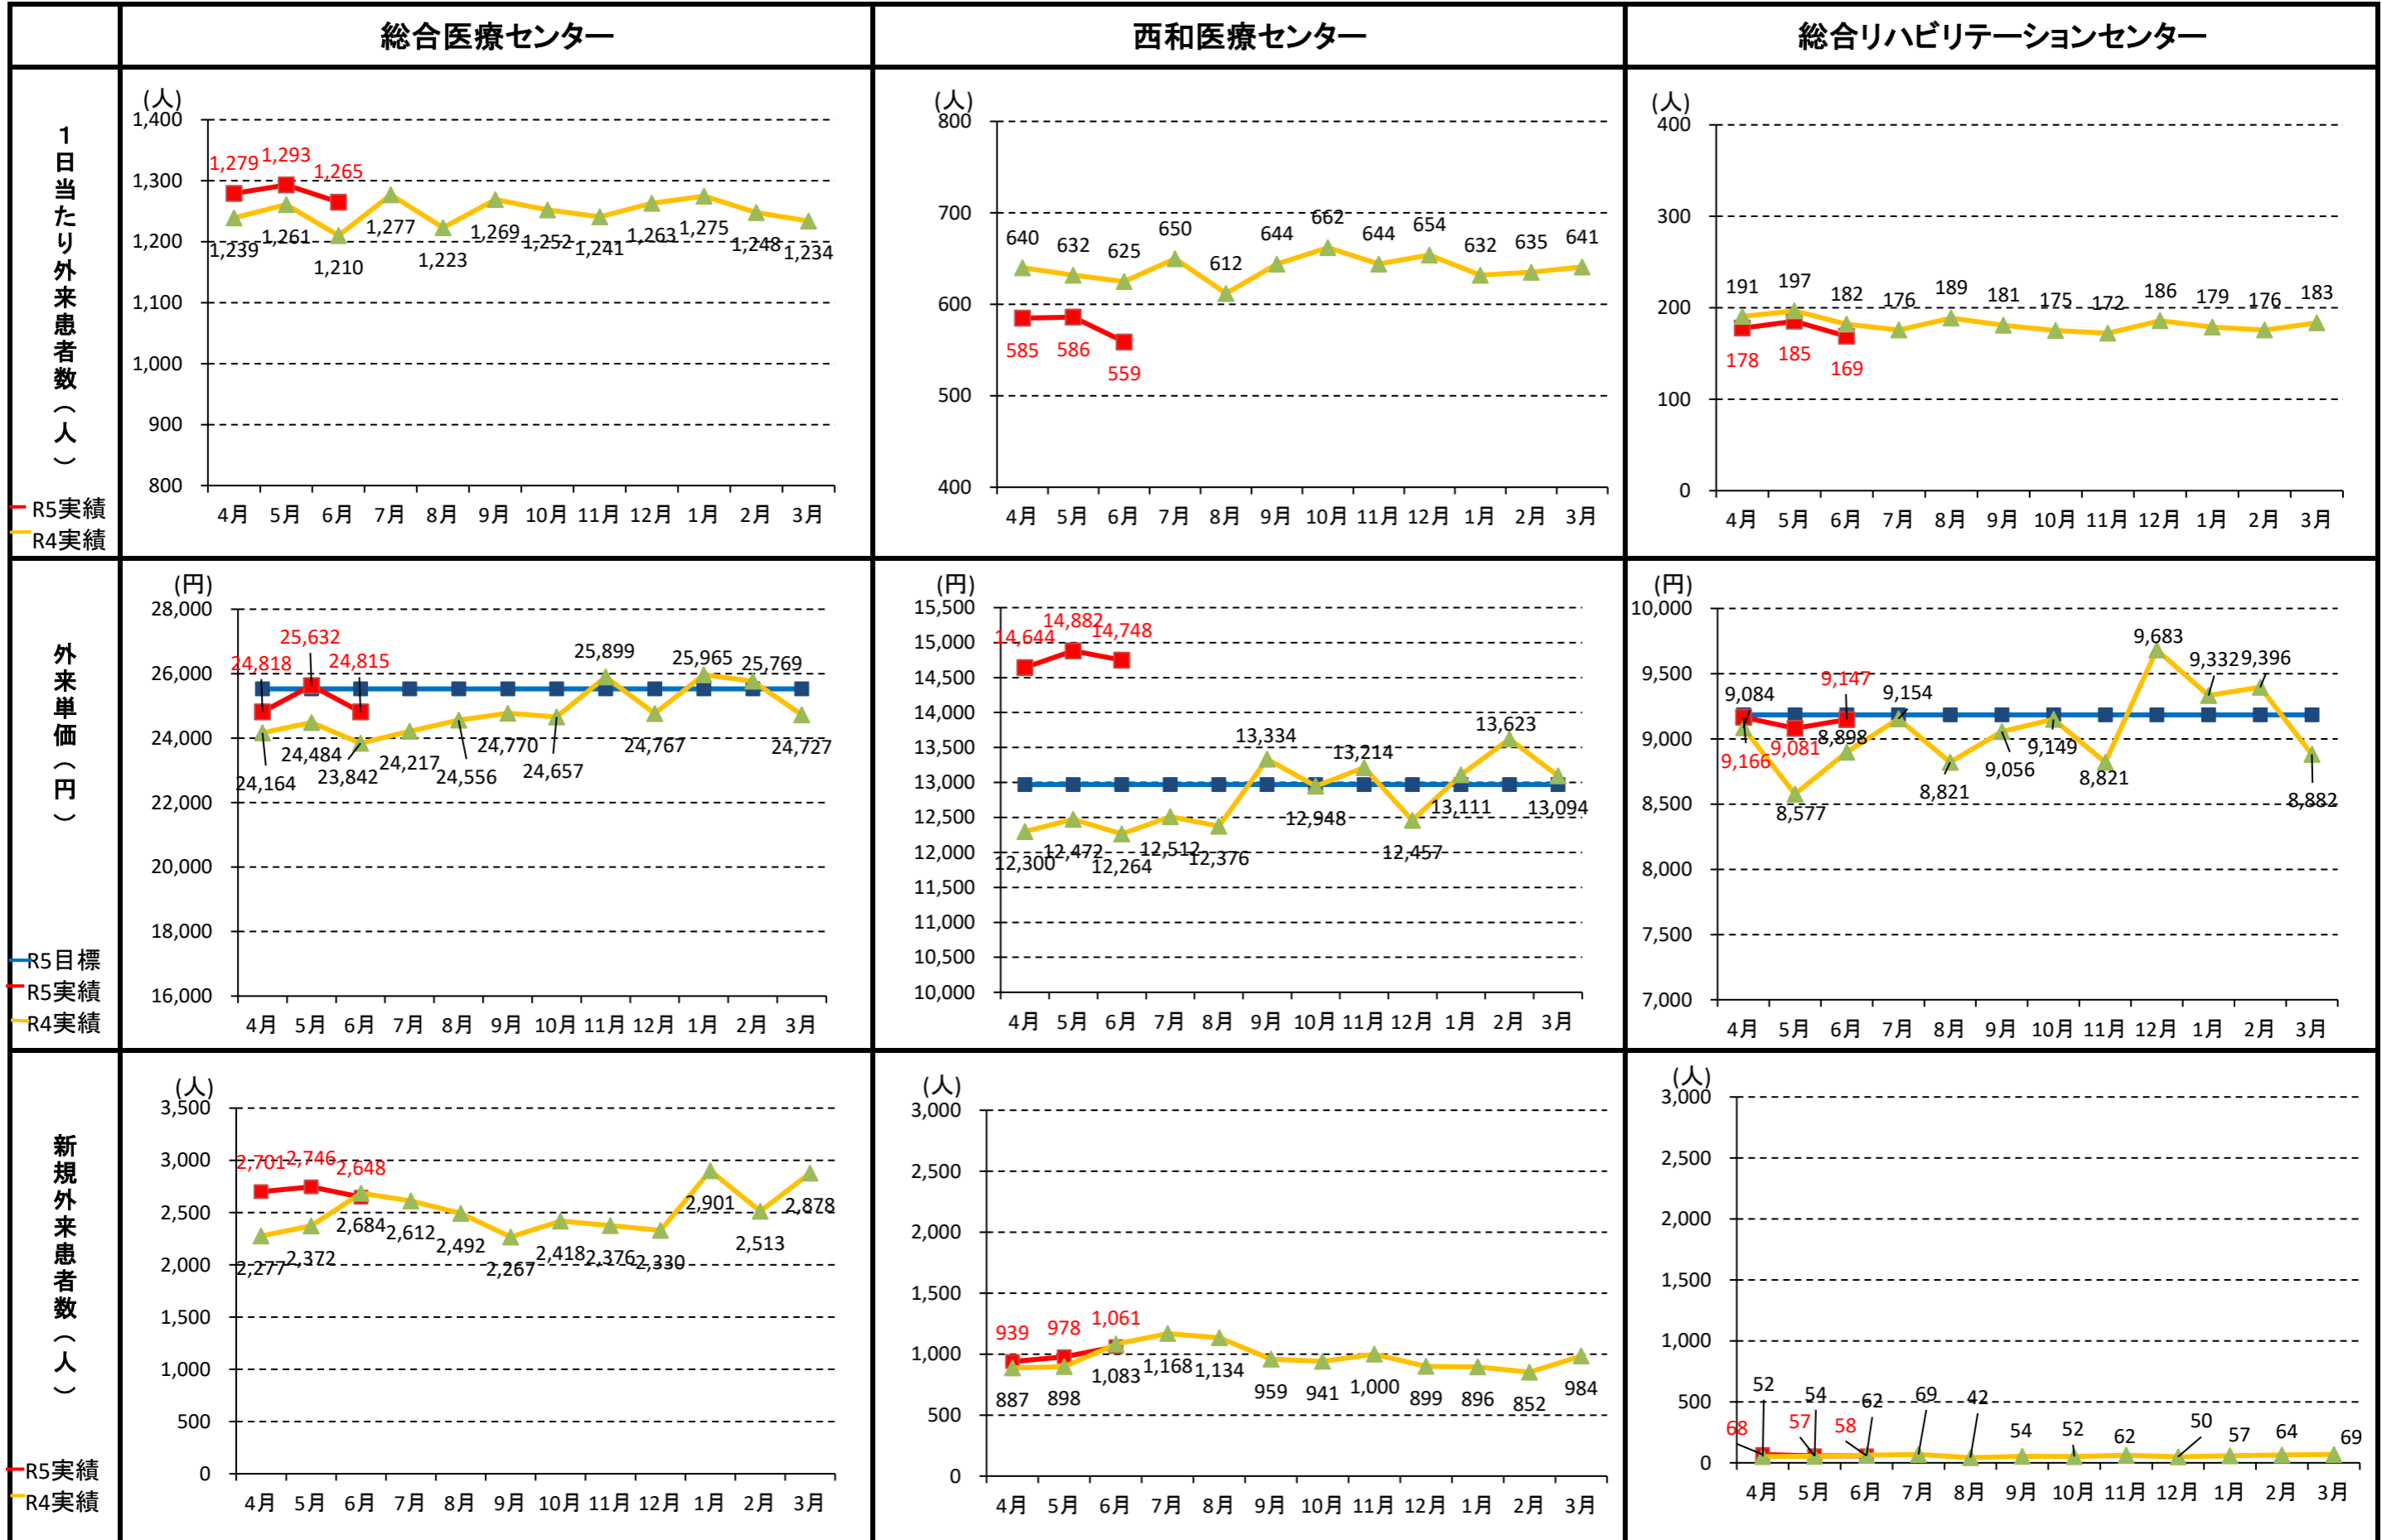 総合医療センター
西和医療センター
総合リハビリテーションセンター
1日当たり外来患者数(人)
R5実績
R4実績
(人)
1,400
1,300
1,200
1,100
1,000
900
800
1,279 1,293 1,265
1,239 1,261 1,210 1,277 1,223 1,269 1,252 1,241 1,263 1,275 1,248 1,234
4月 5月 6月 7月 8月 9月 10月 11月 12月 1月 2月 3月
(人)
800
700
600
500
400
640 632 625 650 612 644 662 644 654 632 635 641
585 586 559
4月 5月 6月 7月 8月 9月 10月 11月 12月 1月 2月 3月
(人)
400
300
200
100
0
191 197 182 176 189 181 175 172 186 179 176 183
178 185 169
4月 5月 6月 7月 8月 9月 10月 11月 12月 1月 2月 3月
外来単価(円)
R5目標
R5実績
R4実績
(円)
28,000
26,000
24,000
22,000
20,000
18,000
16,000
24,818 25,632 24,815
24,164 24,484 23,842 24,217 24,556 24,770 24,657 25,899 24,767 25,965 25,769 24,727
4月 5月 6月 7月 8月 9月 10月 11月 12月 1月 2月 3月
(円)
15,500
15,000
14,500
14,000
13,500
13,000
12,500
12,000
11,500
11,000
10,500
10,000
14,644 14,882 14,748
12,300 12,472 12,264 12,512 12,376 13,334 12,948 13,214 12,457 13,111 13,623 13,094
4月 5月 6月 7月 8月 9月 10月 11月 12月 1月 2月 3月
(円)
10,000
9,500
9,000
8,500
8,000
7,500
7,000
9,084 8,577 8,898 9,154 8,821 9,056 9,149 8,821 9,683 9,332 9,396 8,882
9,166 9,081 9,147
4月 5月 6月 7月 8月 9月 10月 11月 12月 1月 2月 3月
新規外来患者数(人)
R5実績
R4実績
(人)
3,500
3,000
2,500
2,000
1,500
1,000
500
0
2,701 2,746 2,648
2,277 2,372 2,684 2,612 2,492 2,267 2,418 2,376 2,330 2,901 2,513 2,878
4月 5月 6月 7月 8月 9月 10月 11月 12月 1月 2月 3月
(人)
3,000
2,500
2,000
1,500
1,000
500
0
939 978 1,061
887 898 1,083 1,168 1,134 959 941 1,000 899 896 852 984
4月 5月 6月 7月 8月 9月 10月 11月 12月 1月 2月 3月
(人)
3,000
2,500
2,000
1,500
1,000
500
0
52 54 62 69 42 54 52 62 50 57 64 69
68 57 58
4月 5月 6月 7月 8月 9月 10月 11月 12月 1月 2月 3月